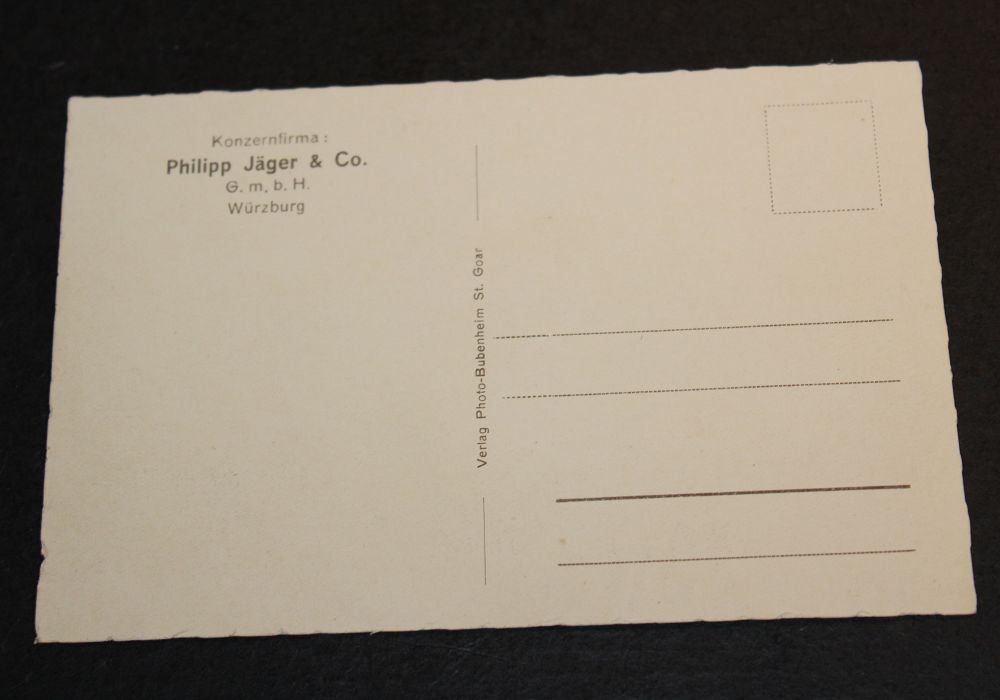 Konzernfirma:
Philipp Jäger & Co.
G. m. b. H.
Würzburg
Verlag Photo-Bubenheim St. Goar